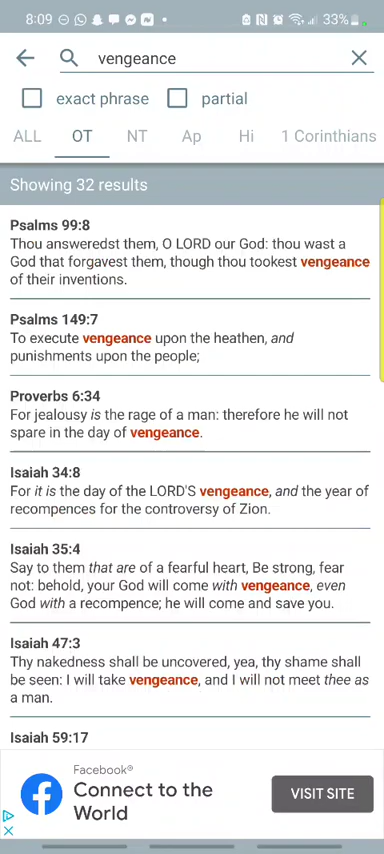 8:09
33%
vengeance
exact phrase partial
ALL OT NT Ap Hi 1 Corinthians
Showing 32 results
Psalms 99:8
Thou answeredst them, O LORD our God: thou wast a
God that forgavest them, though thou tookest vengeance
of their inventions.
Psalms 149:7
To execute vengeance upon the heathen, and
punishments upon the people;
Proverbs 6:34
For jealousy is the rage of a man: therefore he will not
spare in the day of vengeance.
Isaiah 34:8
For it is the day of the LORD'S vengeance, and the year of
recompences for the controversy of Zion.
Isaiah 35:4
Say to them that are of a fearful heart, Be strong, fear
not: behold, your God will come with vengeance, even
God with a recompence; he will come and save you.
Isaiah 47:3
Thy nakedness shall be uncovered, yea, thy shame shall
be seen: I will take vengeance, and I will not meet thee as
a man.
Isaiah 59:17
Facebook®
Connect to the
World
VISIT SITE